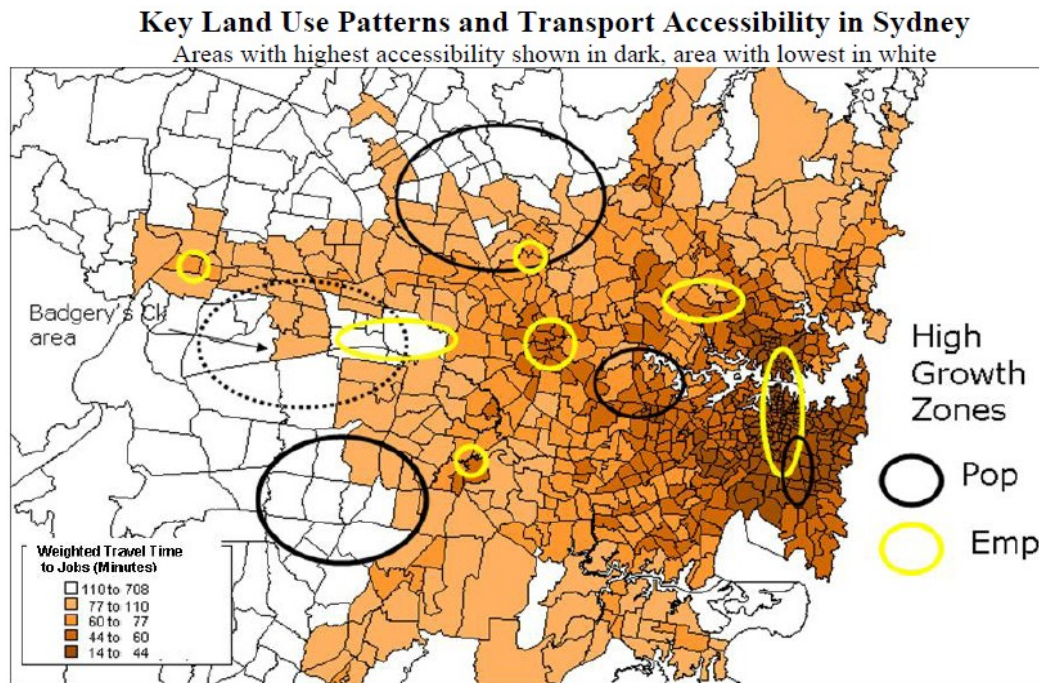 Key Land Use Patterns and Transport Accessibility in Sydney
Areas with highest accessibility shown in dark, area with lowest in white
Badgery's Ck
area
High
Growth
Zones
Pop
Emp
Weighted Travel Time
to Jobs (Minutes)
110 to 708
77 to 110
60 to 77
44 to 60
14 to 44